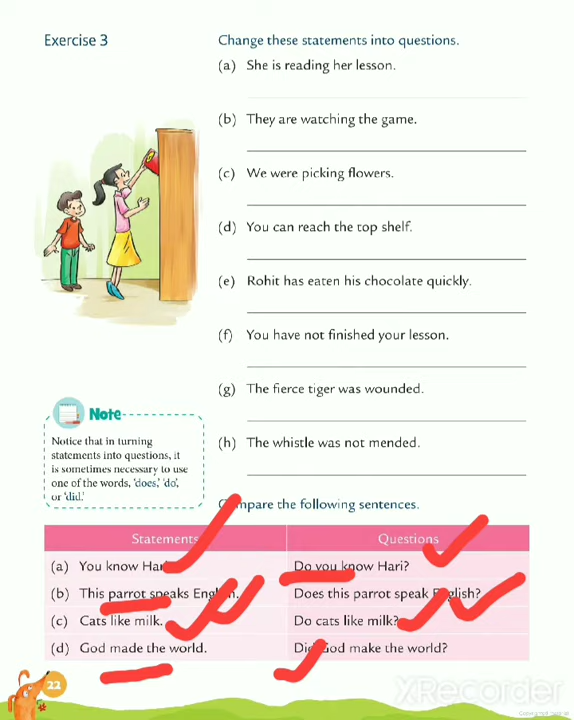 Exercise 3
Change these statements into questions.
(a) She is reading her lesson.
(b) They are watching the game.
(c) We were picking flowers.
(d) You can reach the top shelf.
(e) Rohit has eaten his chocolate quickly.
(f) You have not finished your lesson.
(g) The fierce tiger was wounded.
(h) The whistle was not mended.
Note
Notice that in turning
statements into questions, it
is sometimes necessary to use
one of the words, 'does,' 'do',
or 'did.'
Compare the following sentences.
Statements Questions
(a) You know Hari. Do you know Hari?
(b) This parrot speaks English. Does this parrot speak English?
(c) Cats like milk. Do cats like milk?
(d) God made the world. Did God make the world?
22
XRecorder